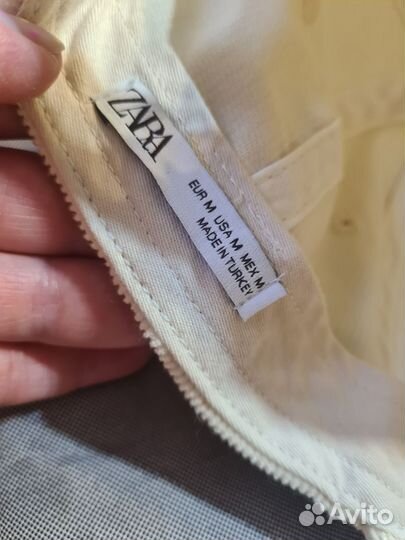 ZARA
EUR M USA M MEX M
MADE IN TURKEY
Avito